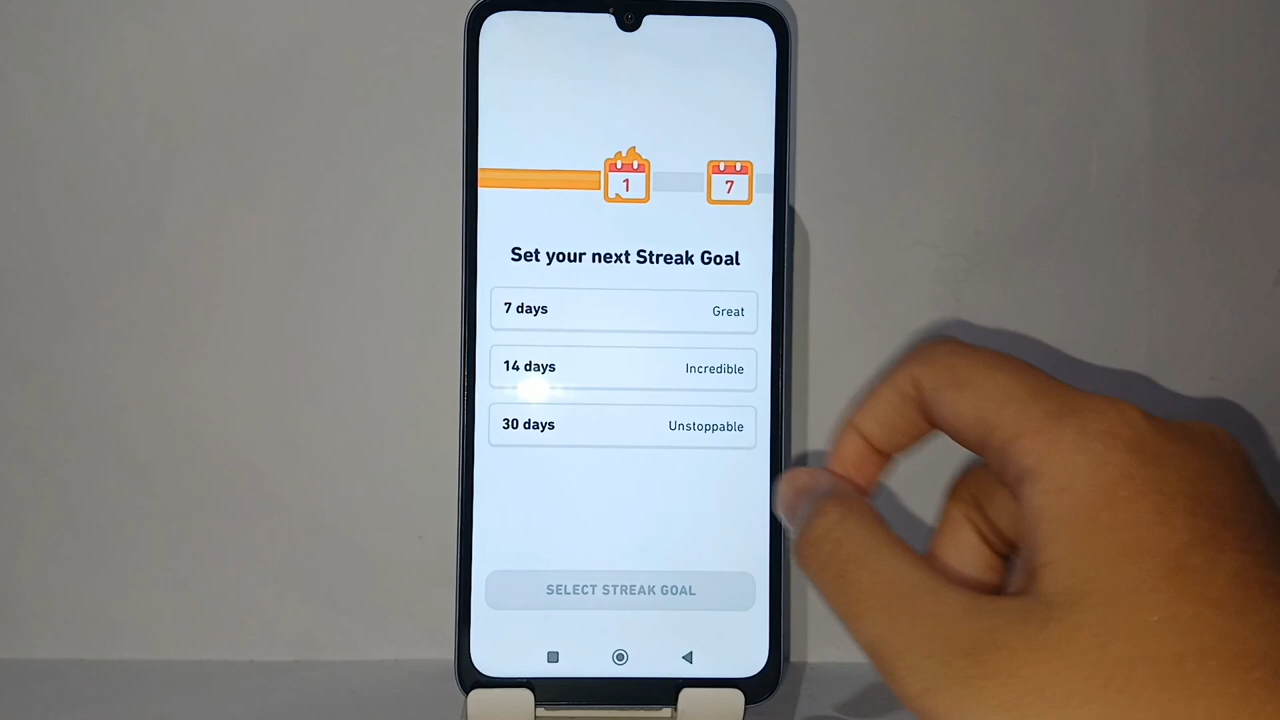 1
7
Set your next Streak Goal
7 days Great
14 days Incredible
30 days Unstoppable
SELECT STREAK GOAL